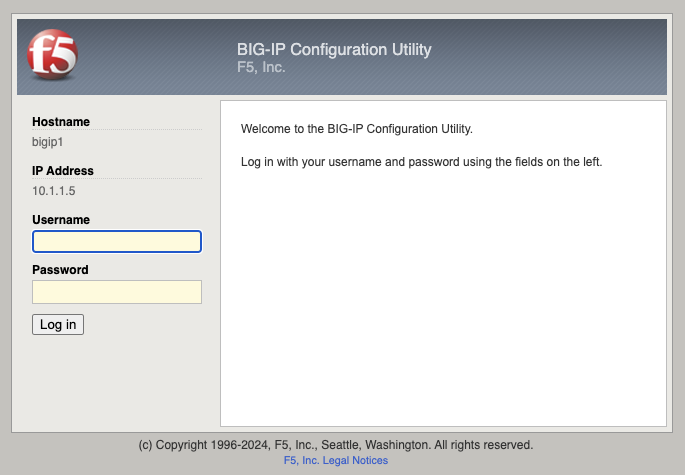 f5
BIG-IP Configuration Utility
F5, Inc.
Hostname
bigip1
IP Address
10.1.1.5
Username
Password
Log in
Welcome to the BIG-IP Configuration Utility.
Log in with your username and password using the fields on the left.
(c) Copyright 1996-2024, F5, Inc., Seattle, Washington. All rights reserved.
F5, Inc. Legal Notices